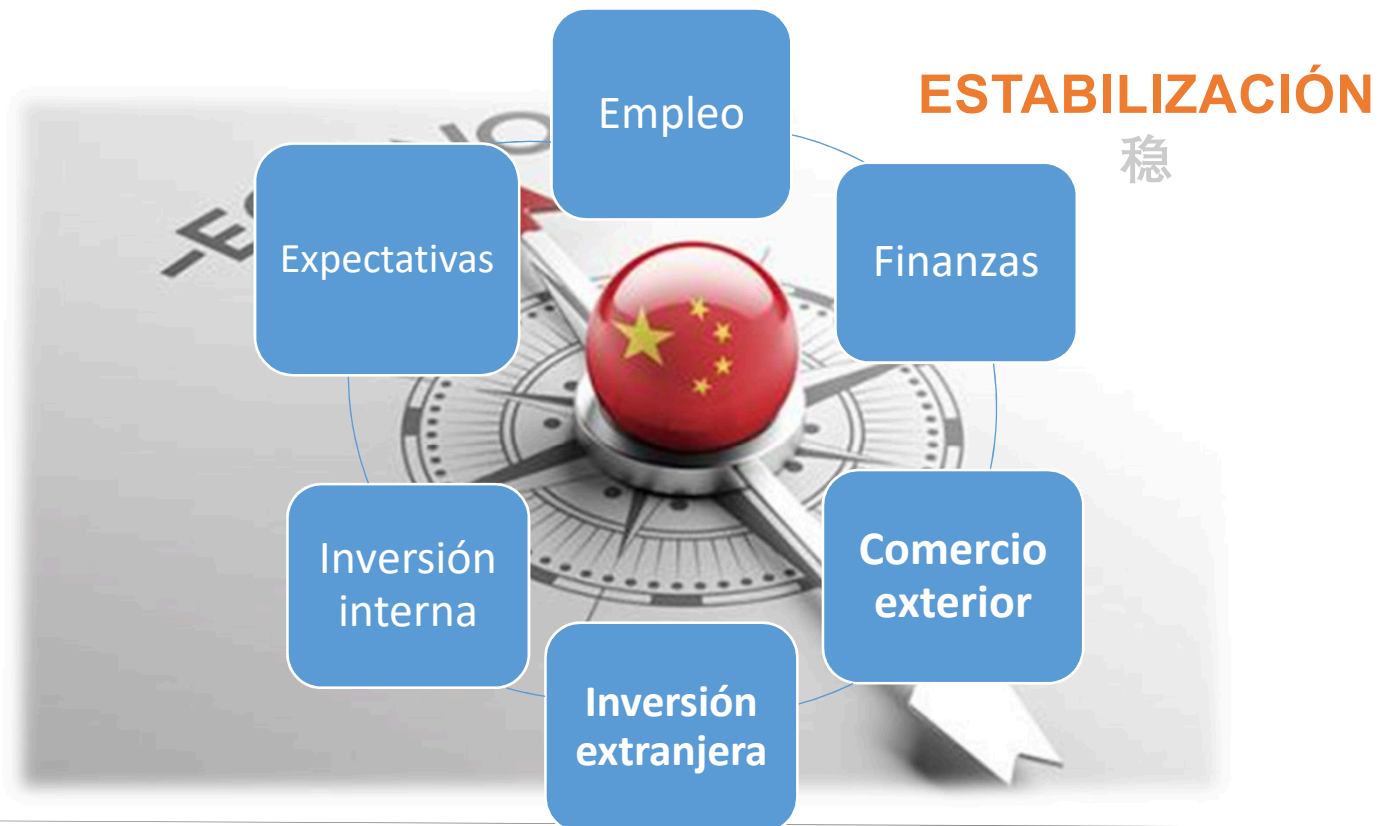 ESTABILIZACIÓN
稳
Empleo
Finanzas
Comercio
exterior
Inversión
extranjera
Inversión
interna
Expectativas